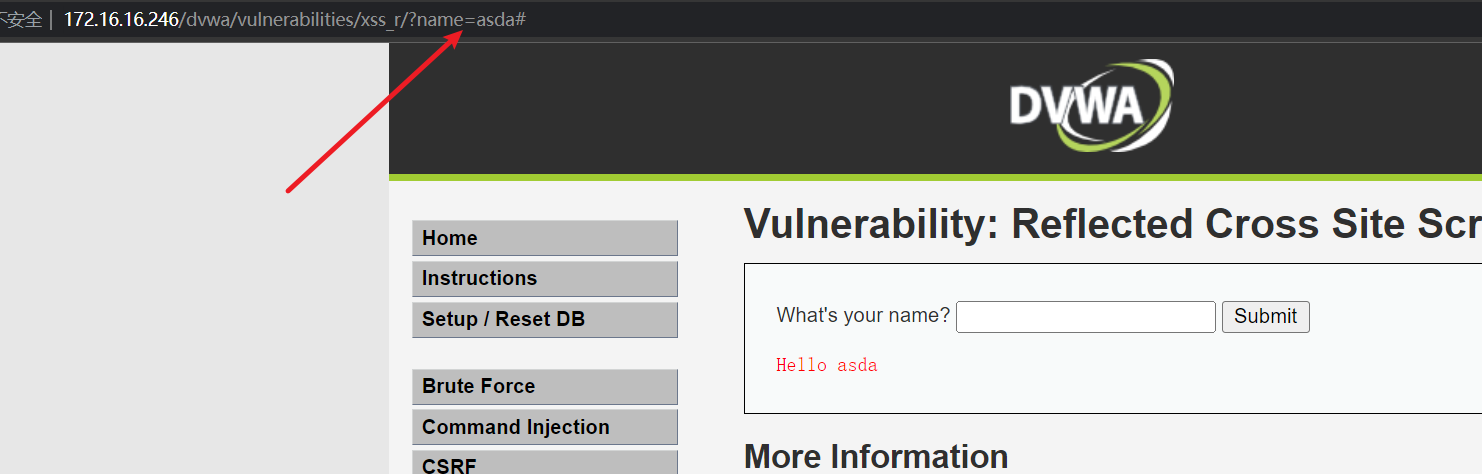 不安全 | 172.16.16.246/dvwa/vulnerabilities/xss_r/?name=asda#
DVWA
Home
Instructions
Setup / Reset DB
Brute Force
Command Injection
CSRF
Vulnerability: Reflected Cross Site Scr
What's your name? Submit
Hello asda
More Information